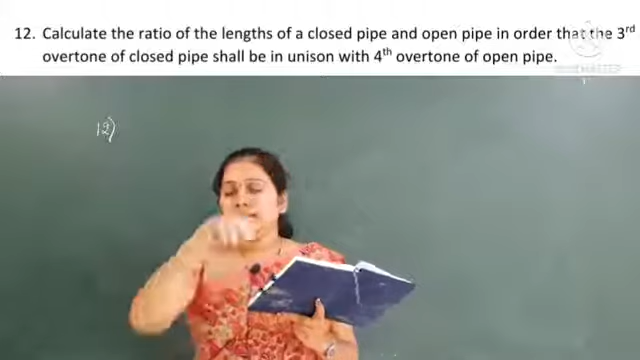 12. Calculate the ratio of the lengths of a closed pipe and open pipe in order that the 3rd
overtone of closed pipe shall be in unison with 4th overtone of open pipe.
12)